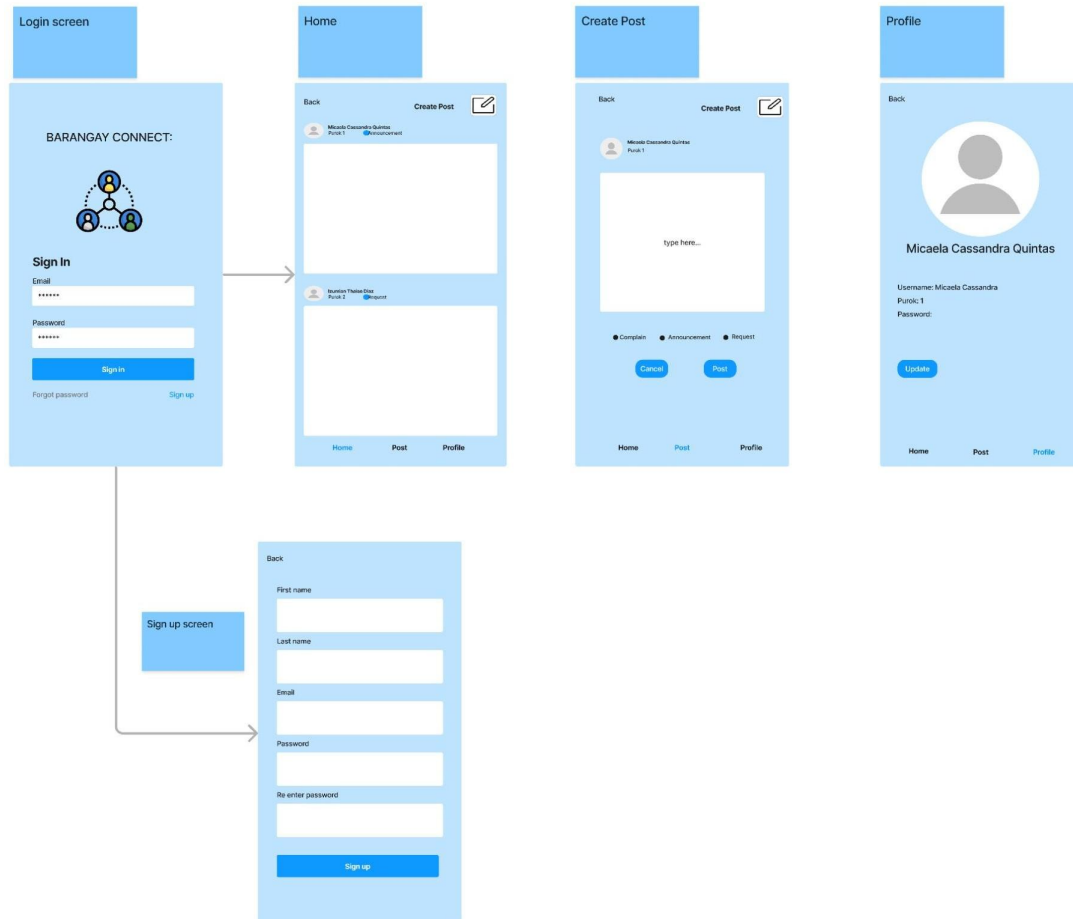 Login screen
BARANGAY CONNECT:
Sign In
Email
******
Password
******
Sign in
Forgot password Sign up
Home
Back
Create Post
Micaela Cassandra Quintas
Purok 1 Announcement
Izumian Thaise Diaz
Purok 2 Request
Home Post Profile
Create Post
Back
Create Post
Micaela Cassandra Quintas
Purok 1
type here...
Complain Announcement Request
Cancel Post
Home Post Profile
Profile
Back
Micaela Cassandra Quintas
Username: Micaela Cassandra
Purok: 1
Password:
Update
Home Post Profile
Sign up screen
Back
First name
Last name
Email
Password
Re enter password
Sign up